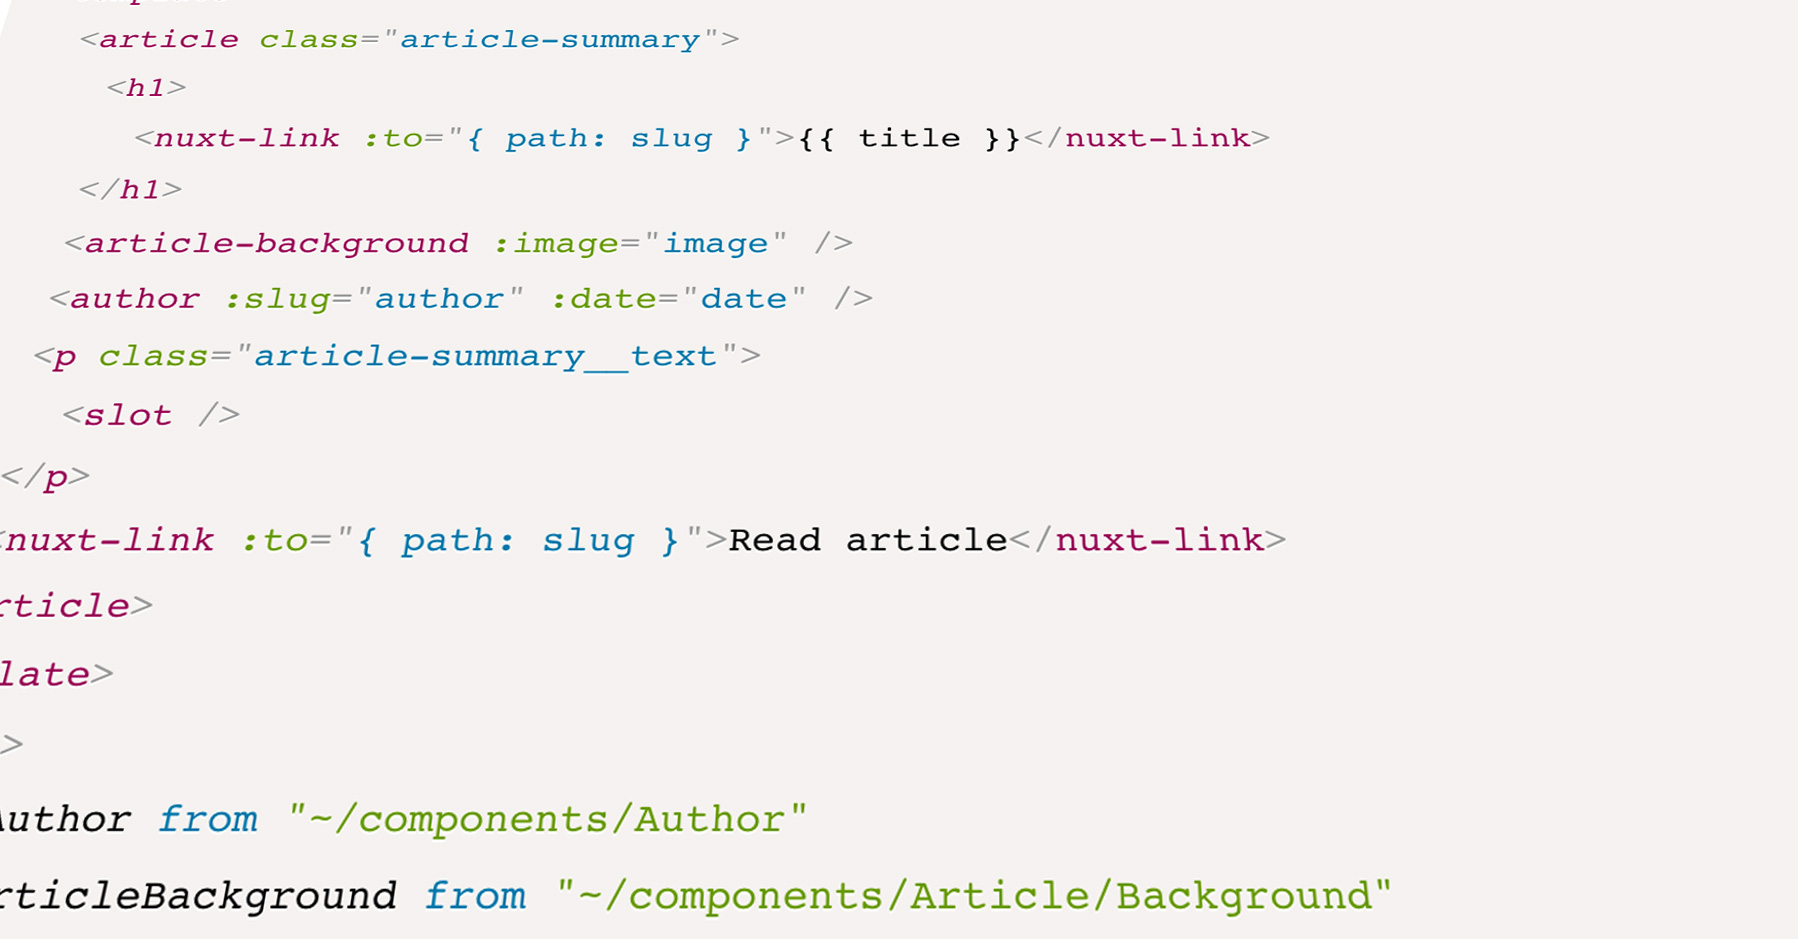 <article class="article-summary">
<h1>
<nuxt-link :to="{ path: slug }">{{ title }}</nuxt-link>
</h1>
<article-background :image="image" />
<author :slug="author" :date="date" />
<p class="article-summary__text">
<slot />
</p>
<nuxt-link :to="{ path: slug }">Read article</nuxt-link>
rticle>
late>
>
Author from "~/components/Author"
rticleBackground from "~/components/Article/Background"